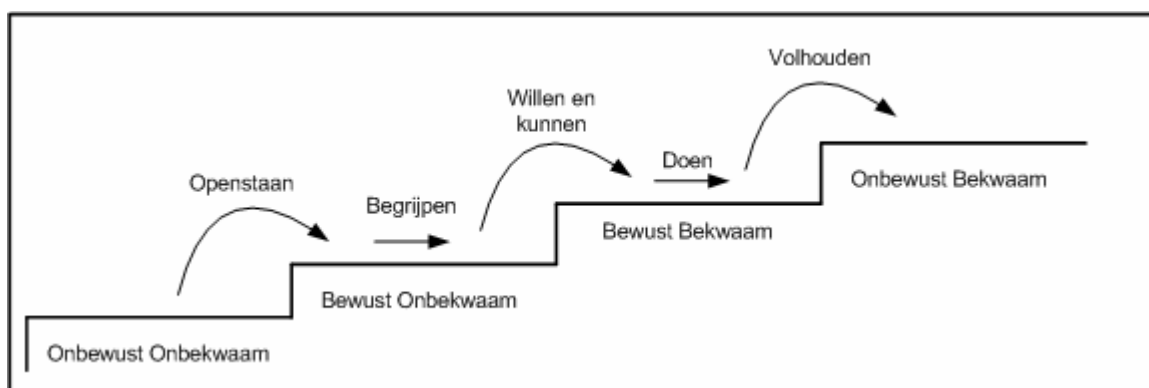 Volhouden
Willen en
kunnen
Doen
Onbewust Bekwaam
Openstaan
Begrijpen
Bewust Bekwaam
Bewust Onbekwaam
Onbewust Onbekwaam